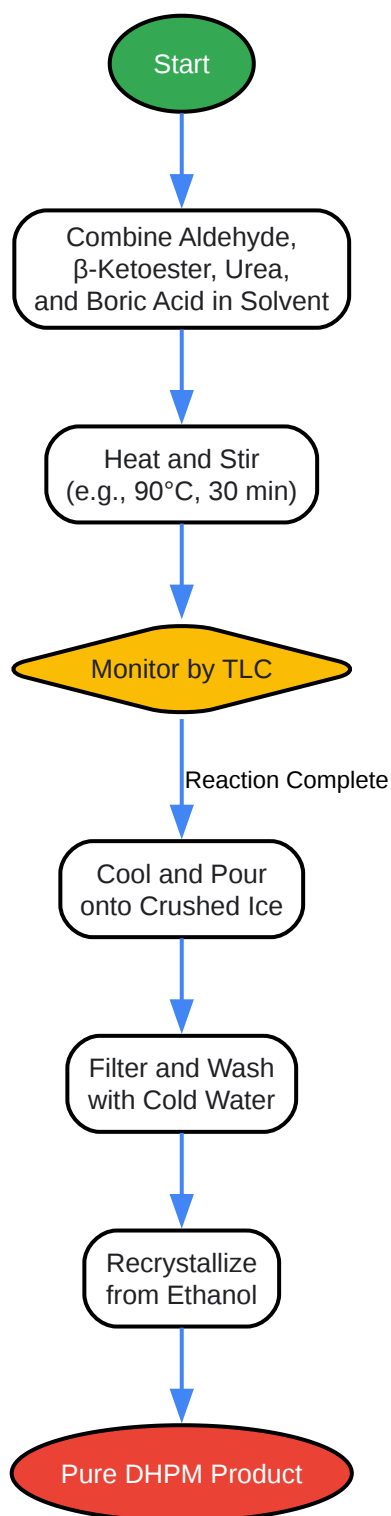 Start
Combine Aldehyde,
β-Ketoester, Urea,
and Boric Acid in Solvent
Heat and Stir
(e.g., 90°C, 30 min)
Monitor by TLC
Reaction Complete
Cool and Pour
onto Crushed Ice
Filter and Wash
with Cold Water
Recrystallize
from Ethanol
Pure DHPM Product